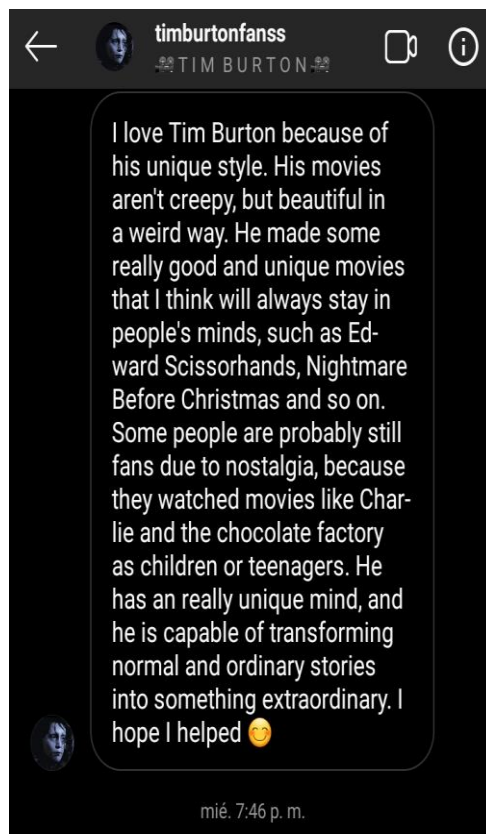 timburtonfanss
TIM BURTON
I love Tim Burton because of
his unique style. His movies
aren't creepy, but beautiful in
a weird way. He made some
really good and unique movies
that I think will always stay in
people's minds, such as Ed-
ward Scissorhands, Nightmare
Before Christmas and so on.
Some people are probably still
fans due to nostalgia, because
they watched movies like Char-
lie and the chocolate factory
as children or teenagers. He
has an really unique mind, and
he is capable of transforming
normal and ordinary stories
into something extraordinary. I
hope I helped 😊
mié. 7:46 p. m.